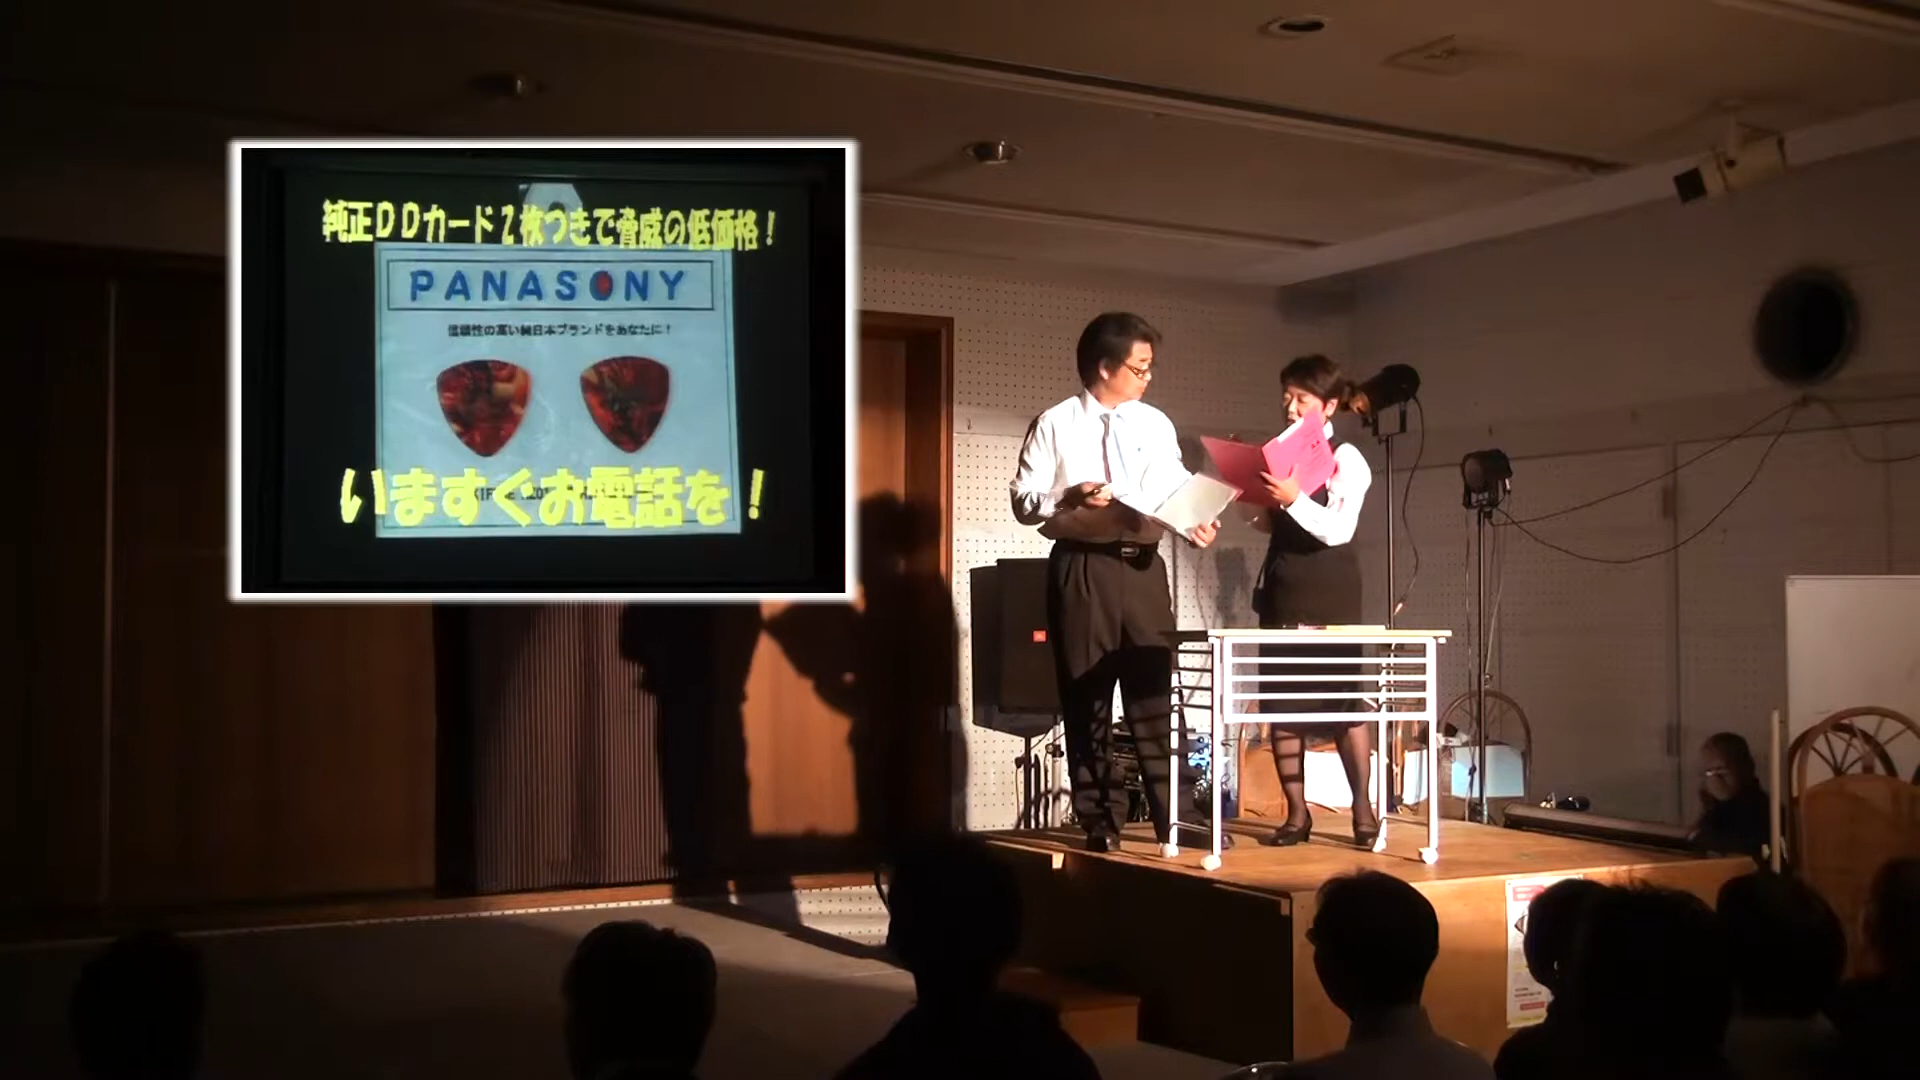 純正DDカード2枚つきで脅威の低価格！
PANASONY
信頼性の高い純日本ブランドをあなたに！
いますぐお電話を！